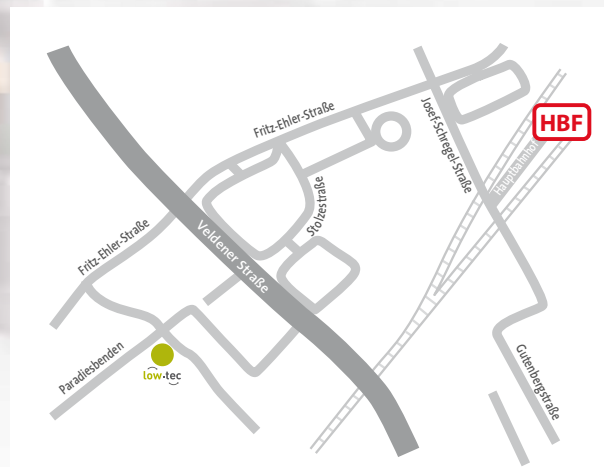 Fritz-Ehler-Straße
Josef-Schregel-Straße
HBF
Hauptbahnhof
Stolzestraße
Fritz-Ehler-Straße
Veldener Straße
Paradiesbenden
low-tec
Gutenbergstraße